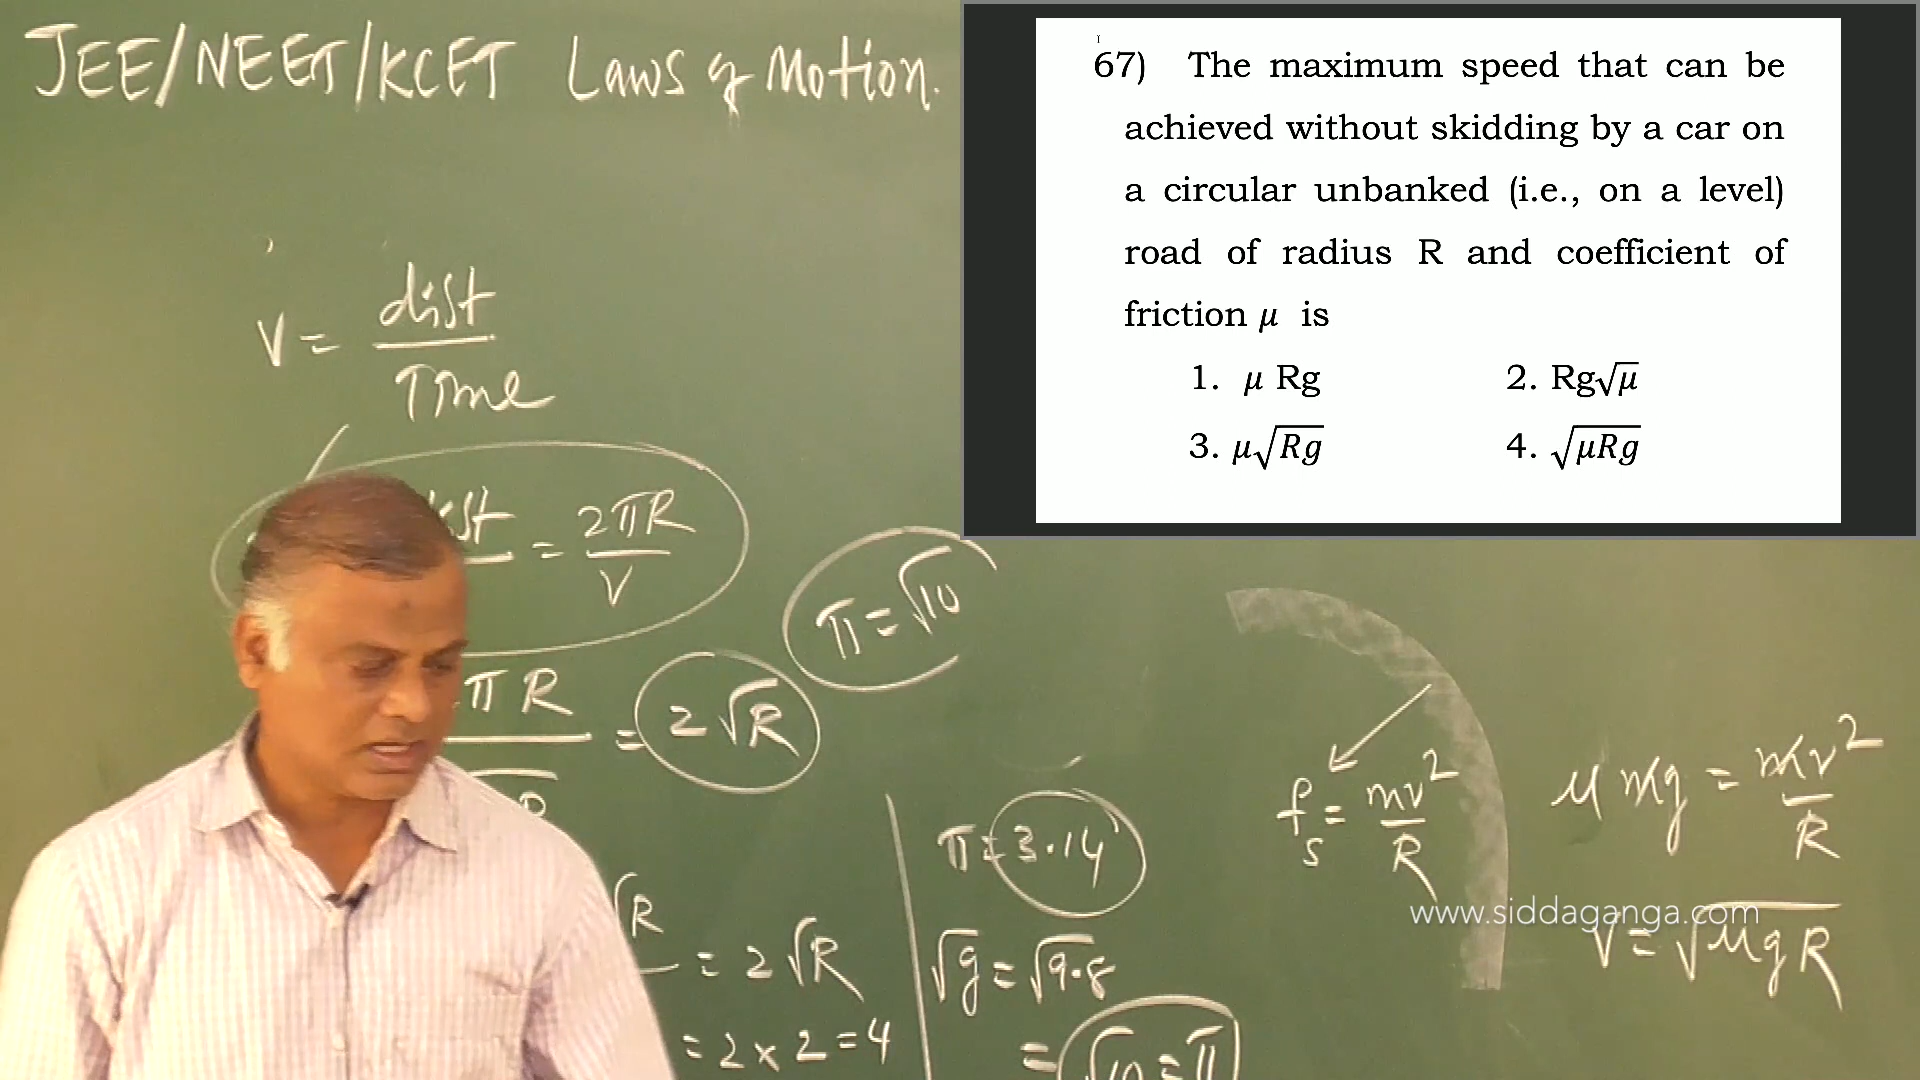 JEE/NEET/KCET Laws of Motion.
67) The maximum speed that can be
achieved without skidding by a car on
a circular unbanked (i.e., on a level)
road of radius R and coefficient of
friction μ is
1. μ Rg 2. Rg√μ
3. μ√Rg 4. √μRg
V = dist / Time
= 2πR / V
π = √10
πR
= 2√R
π = 3.14
√R
= 2√R
√g = √9.8
= 2 × 2 = 4
= √10 = π
fs = mv² / R
μ mg = mv² / R
www.siddaganga.com
V = √μgR